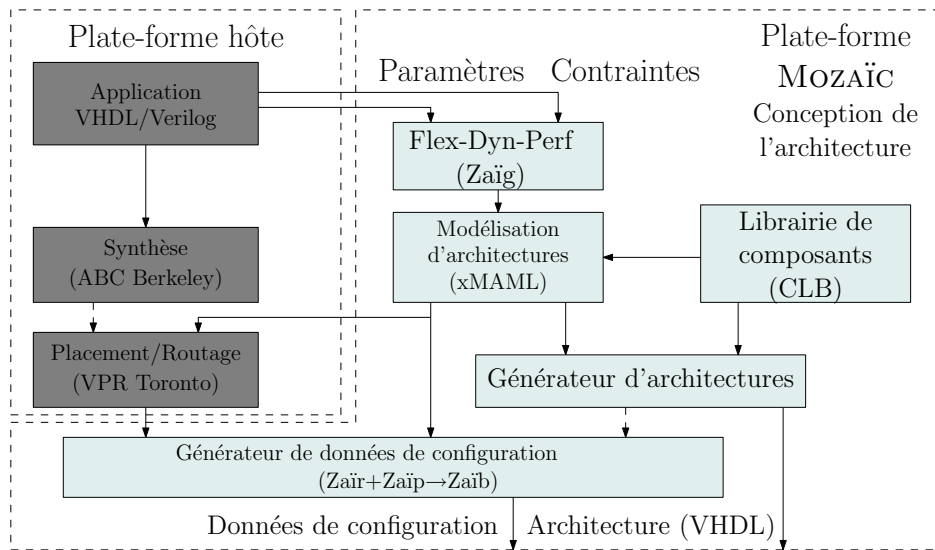 Plate-forme hôte
Application
VHDL/Verilog
Synthèse
(ABC Berkeley)
Placement/Routage
(VPR Toronto)
Paramètres
Contraintes
Plate-forme
MOZAÏC
Conception de
l'architecture
Flex-Dyn-Perf
(Zaïg)
Modélisation
d'architectures
(xMAML)
Librairie de
composants
(CLB)
Générateur d'architectures
Générateur de données de configuration
(Zaïr+Zaïp→Zaïb)
Données de configuration
Architecture (VHDL)